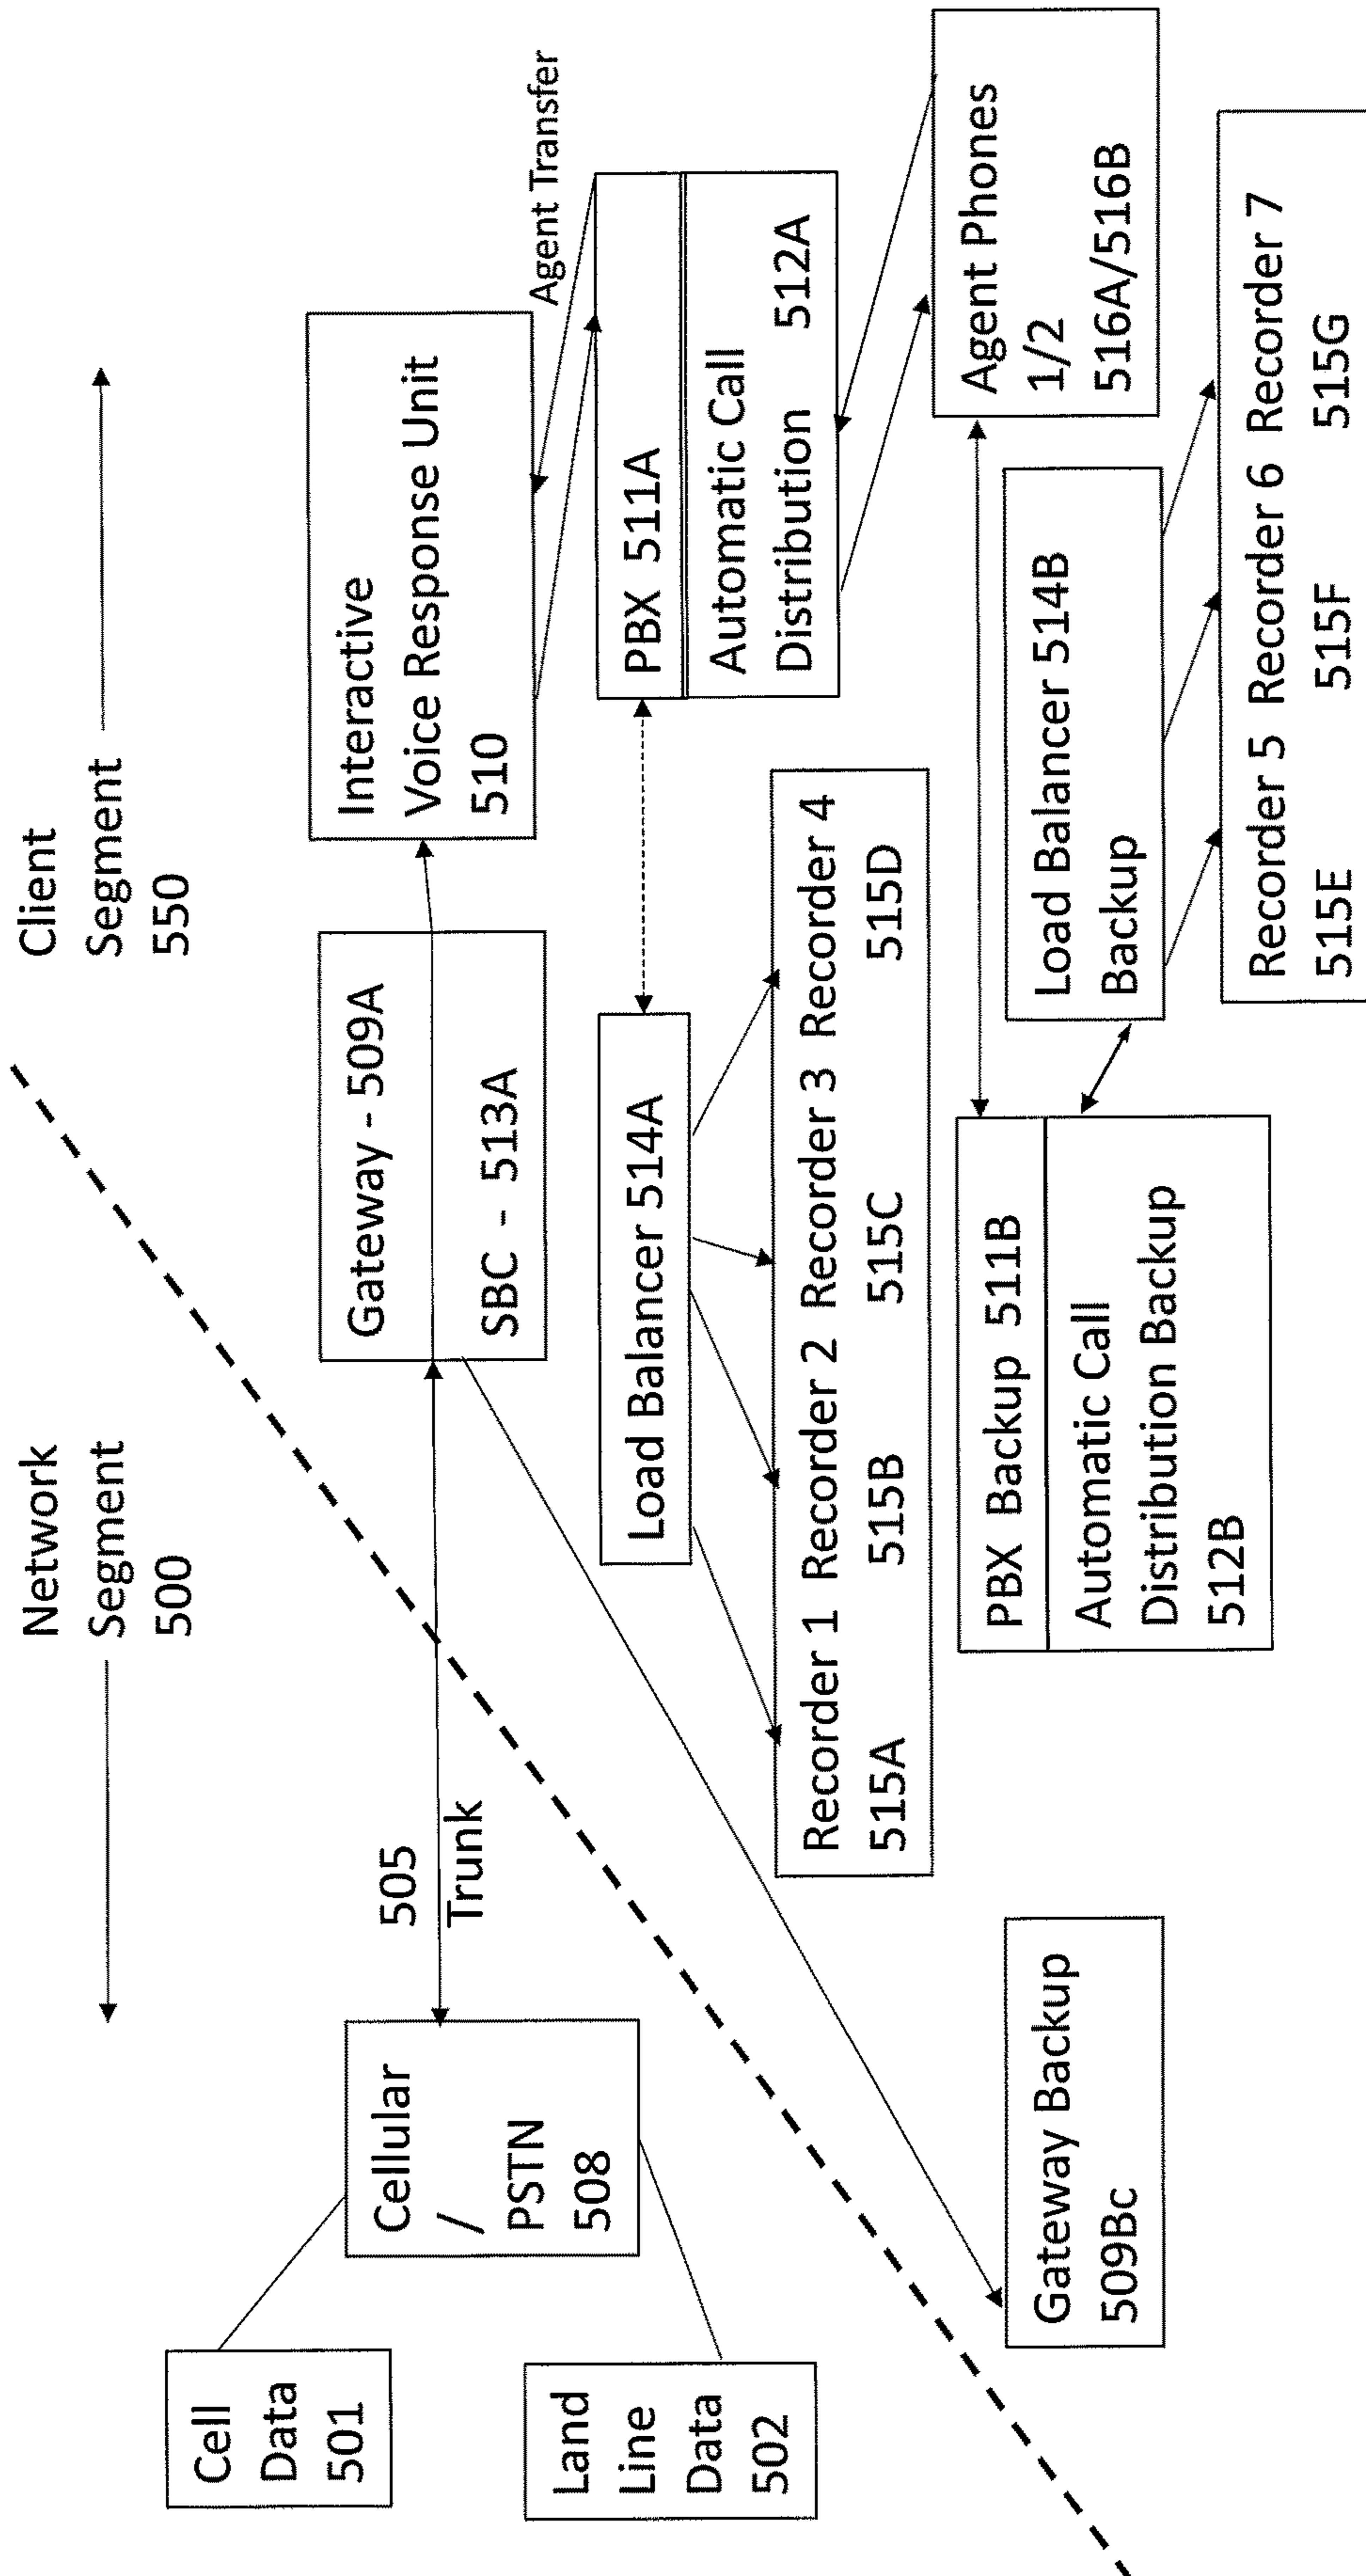 Network
Segment
500
Client
Segment
550
Cell
Data
501
Land
Line
Data
502
Cellular
/
PSTN
508
505
Trunk
Gateway - 509A
SBC - 513A
Interactive
Voice Response Unit
510
Agent Transfer
Load Balancer 514A
PBX 511A
Automatic Call
Distribution 512A
Recorder 1 Recorder 2 Recorder 3 Recorder 4
515A 515B 515C 515D
Agent Phones
1/2
516A/516B
Gateway Backup
509Bc
PBX Backup 511B
Automatic Call
Distribution Backup
512B
Load Balancer 514B
Backup
Recorder 5 Recorder 6 Recorder 7
515E 515F 515G